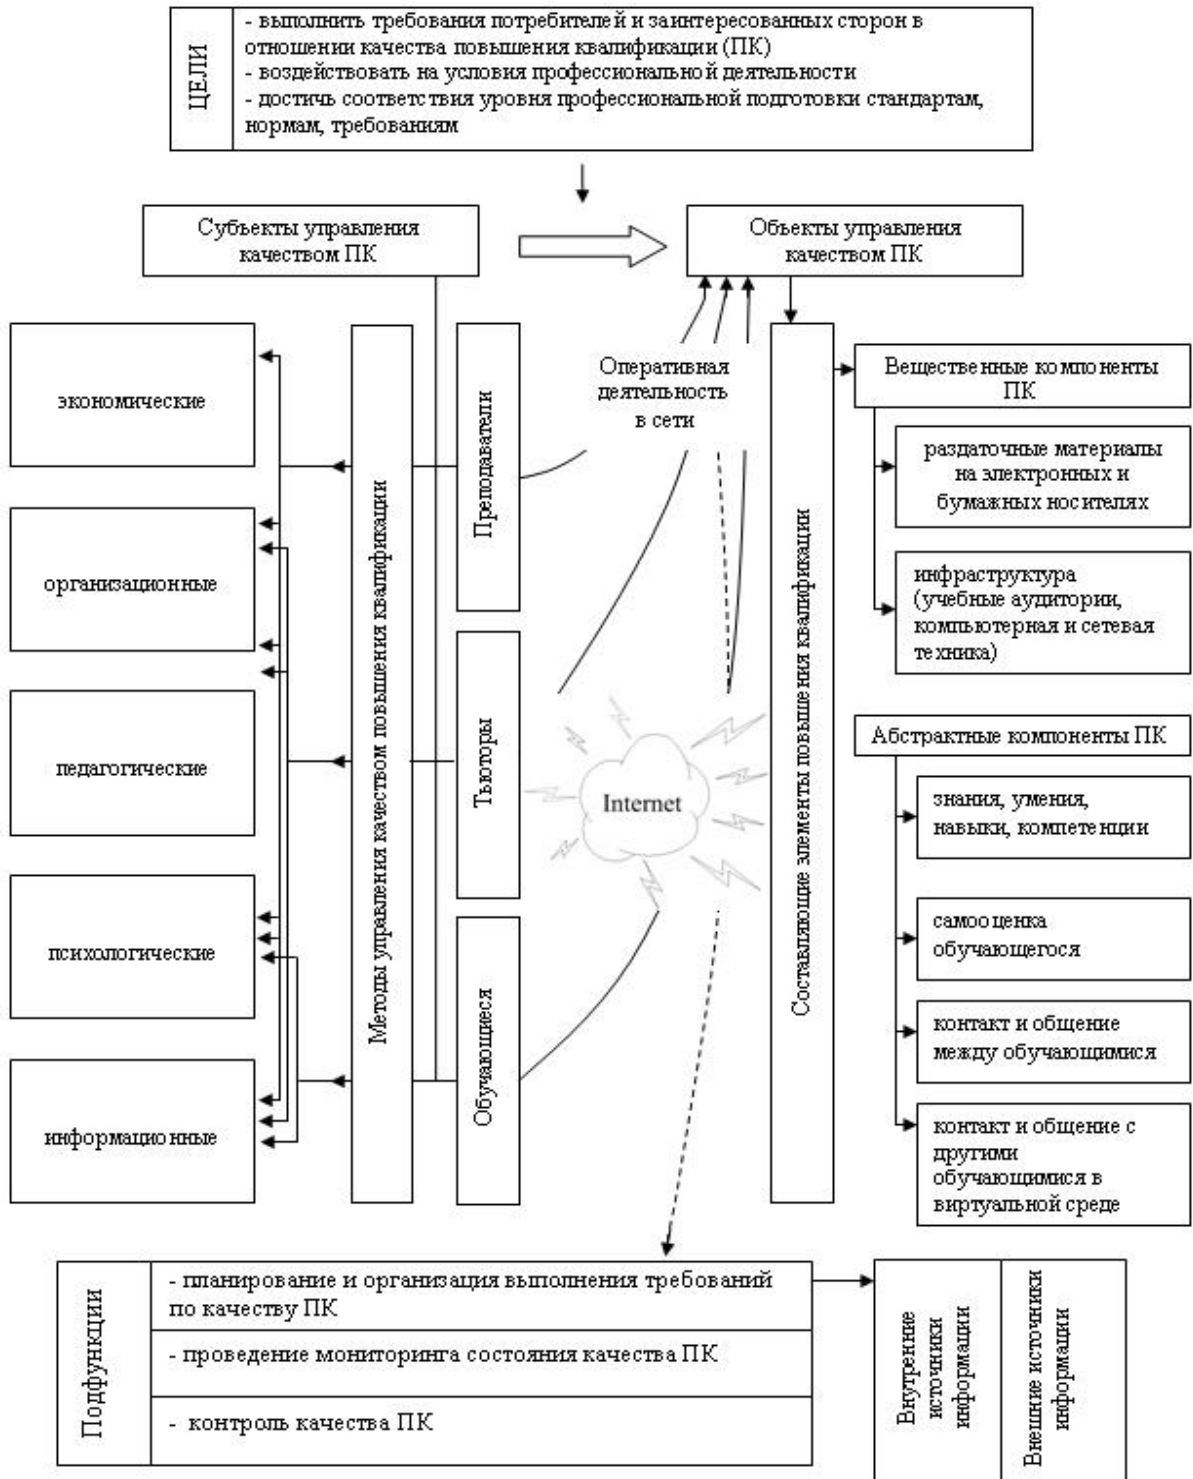 ЦЕЛИ
- выполнить требования потребителей и заинтересованных сторон в
отношении качества повышения квалификации (ПК)
- воздействовать на условия профессиональной деятельности
- достичь соответствия уровня профессиональной подготовки стандартам,
нормам, требованиям
Субъекты управления
качеством ПК
Объекты управления
качеством ПК
экономические
организационные
педагогические
психологические
информационные
Методы управления качеством повышения квалификации
Преподаватели
Тьюторы
Обучающиеся
Оперативная
деятельность
в сети
Internet
Составляющие элементы повышения квалификации
Вещественные компоненты
ПК
раздаточные материалы
на электронных и
бумажных носителях
инфраструктура
(учебные аудитории,
компьютерная и сетевая
техника)
Абстрактные компоненты ПК
знания, умения,
навыки, компетенции
самооценка
обучающегося
контакт и общение
между обучающимися
контакт и общение с
другими
обучающимися в
виртуальной среде
Подфункции
- планирование и организация выполнения требований
по качеству ПК
- проведение мониторинга состояния качества ПК
- контроль качества ПК
Внутренние
источники
информации
Внешние источники
информации